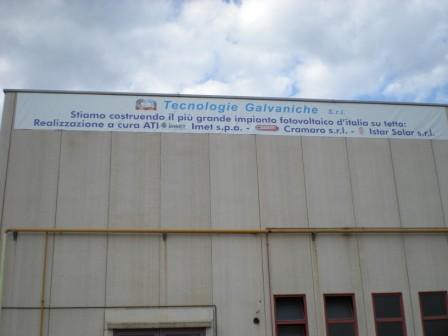 Tecnologie Galvaniche S.r.l.
Stiamo costruendo il più grande impianto fotovoltaico d'italia su tetto:
Realizzazione a cura ATI IMET Imet s.p.a. - Cramaro s.r.l. - Istar Solar s.r.l.